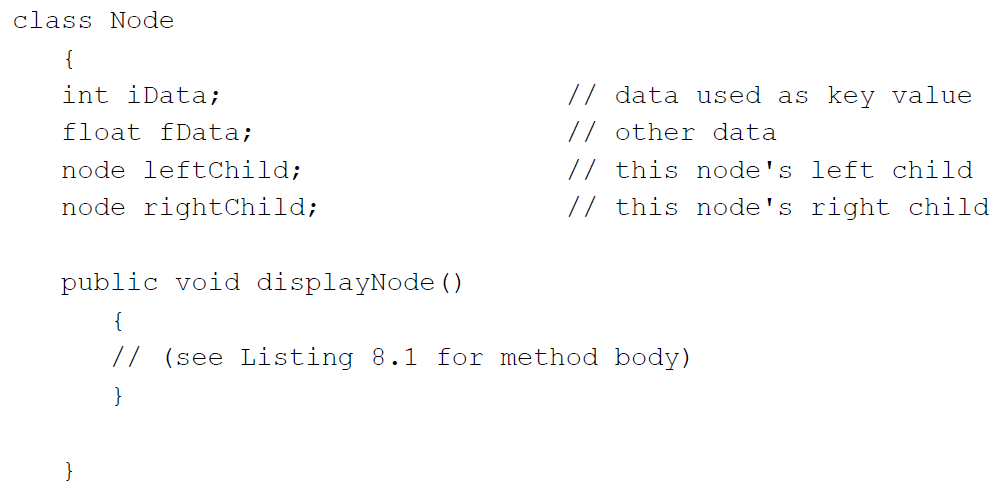 class Node
{
int iData; // data used as key value
float fData; // other data
node leftChild; // this node's left child
node rightChild; // this node's right child
public void displayNode()
{
// (see Listing 8.1 for method body)
}
}